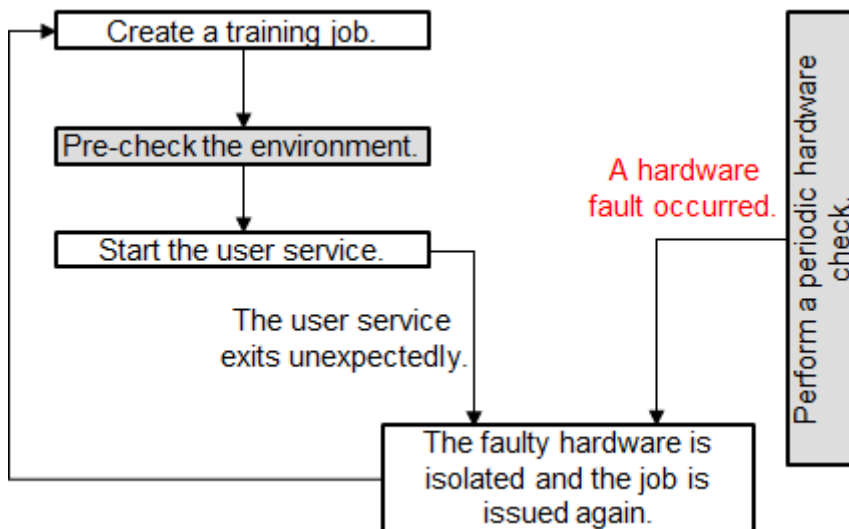 Create a training job.
Pre-check the environment.
Start the user service.
The user service
exits unexpectedly.
A hardware
fault occurred.
Perform a periodic hardware
check.
The faulty hardware is
isolated and the job is
issued again.